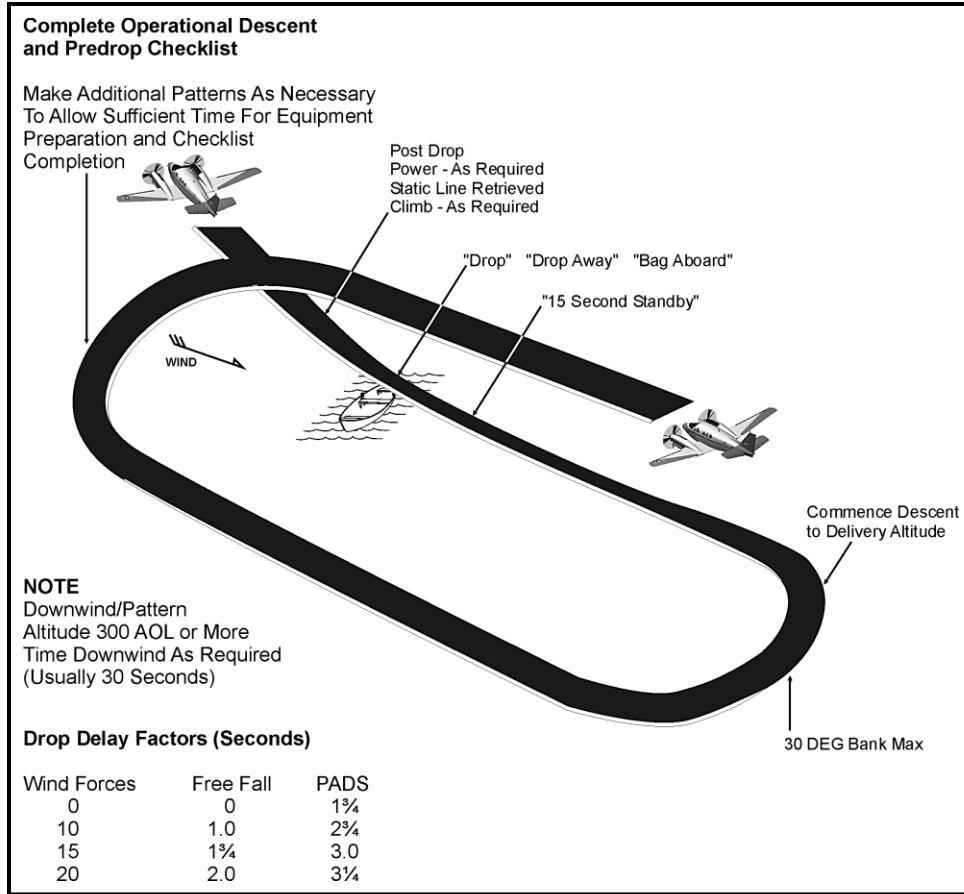 Complete Operational Descent
and Predrop Checklist
Make Additional Patterns As Necessary
To Allow Sufficient Time For Equipment
Preparation and Checklist
Completion
Post Drop
Power - As Required
Static Line Retrieved
Climb - As Required
"Drop" "Drop Away" "Bag Aboard"
"15 Second Standby"
WIND
Commence Descent
to Delivery Altitude
NOTE
Downwind/Pattern
Altitude 300 AOL or More
Time Downwind As Required
(Usually 30 Seconds)
30 DEG Bank Max
Drop Delay Factors (Seconds)
Wind Forces Free Fall PADS
0 0 1¾
10 1.0 2¾
15 1¾ 3.0
20 2.0 3¼